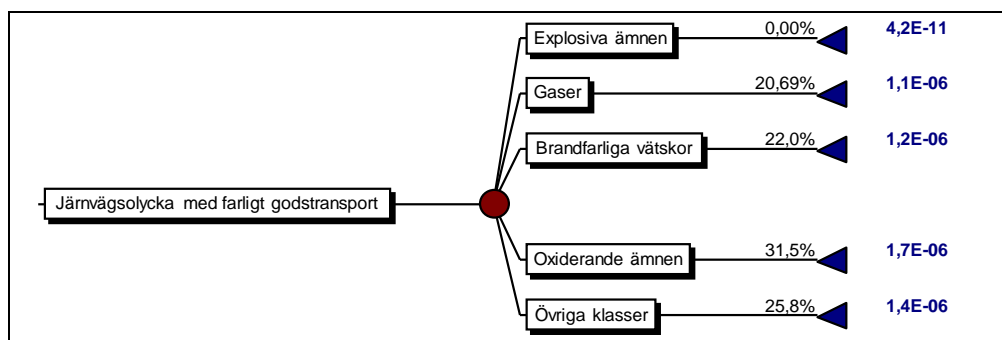 Explosiva ämnen 0,00% 4,2E-11
Gaser 20,69% 1,1E-06
Brandfarliga vätskor 22,0% 1,2E-06
Järnvägsolycka med farligt godstransport
Oxiderande ämnen 31,5% 1,7E-06
Övriga klasser 25,8% 1,4E-06